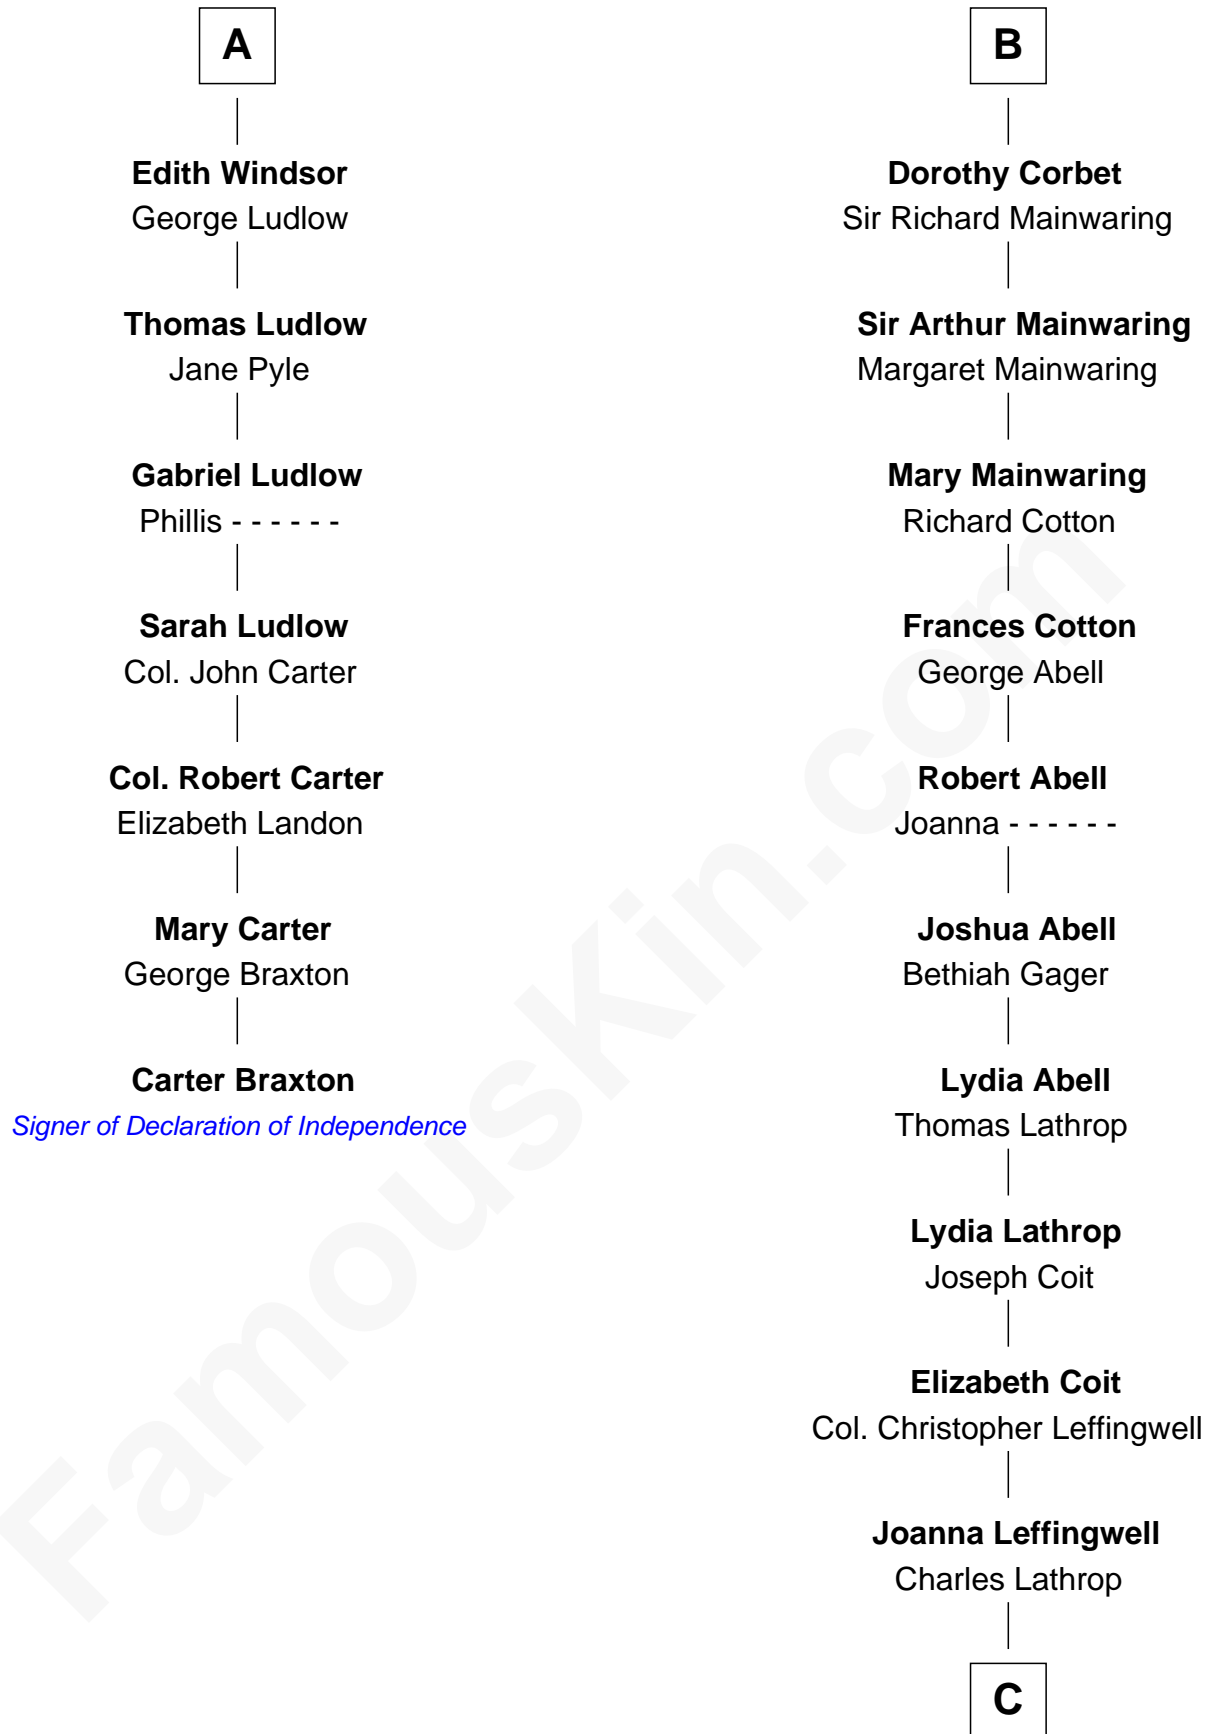 A
Edith Windsor
George Ludlow
Thomas Ludlow
Jane Pyle
Gabriel Ludlow
Phillis - - - - - -
Sarah Ludlow
Col. John Carter
Col. Robert Carter
Elizabeth Landon
Mary Carter
George Braxton
Carter Braxton
Signer of Declaration of Independence
B
Dorothy Corbet
Sir Richard Mainwaring
Sir Arthur Mainwaring
Margaret Mainwaring
Mary Mainwaring
Richard Cotton
Frances Cotton
George Abell
Robert Abell
Joanna - - - - - -
Joshua Abell
Bethiah Gager
Lydia Abell
Thomas Lathrop
Lydia Lathrop
Joseph Coit
Elizabeth Coit
Col. Christopher Leffingwell
Joanna Leffingwell
Charles Lathrop
C
FamousKin.com